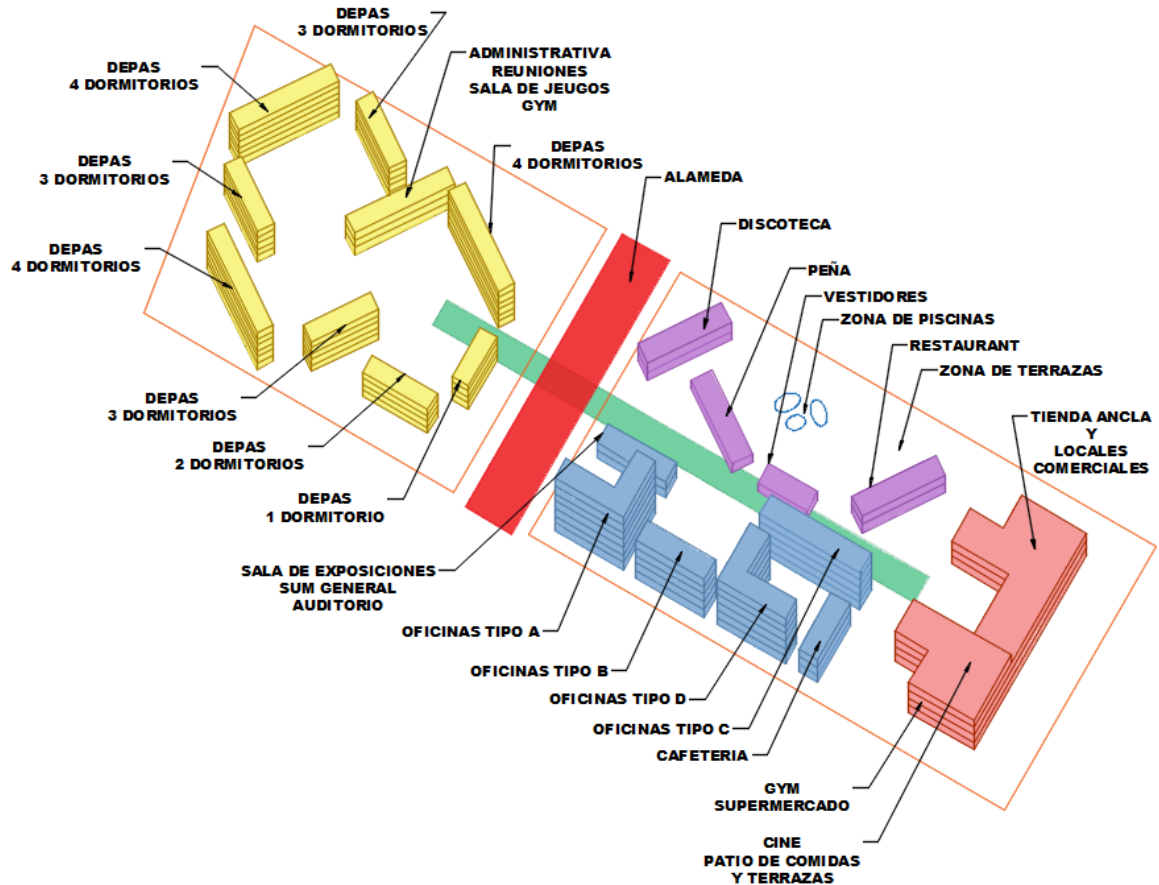 DEPAS
3 DORMITORIOS
ADMINISTRATIVA
REUNIONES
SALA DE JEUGOS
GYM
DEPAS
4 DORMITORIOS
DEPAS
4 DORMITORIOS
ALAMEDA
DEPAS
3 DORMITORIOS
DISCOTECA
DEPAS
4 DORMITORIOS
PEÑA
VESTIDORES
ZONA DE PISCINAS
RESTAURANT
ZONA DE TERRAZAS
TIENDA ANCLA
Y
LOCALES
COMERCIALES
DEPAS
3 DORMITORIOS
DEPAS
2 DORMITORIOS
DEPAS
1 DORMITORIO
SALA DE EXPOSICIONES
SUM GENERAL
AUDITORIO
OFICINAS TIPO A
OFICINAS TIPO B
OFICINAS TIPO D
OFICINAS TIPO C
CAFETERIA
GYM
SUPERMERCADO
CINE
PATIO DE COMIDAS
Y TERRAZAS